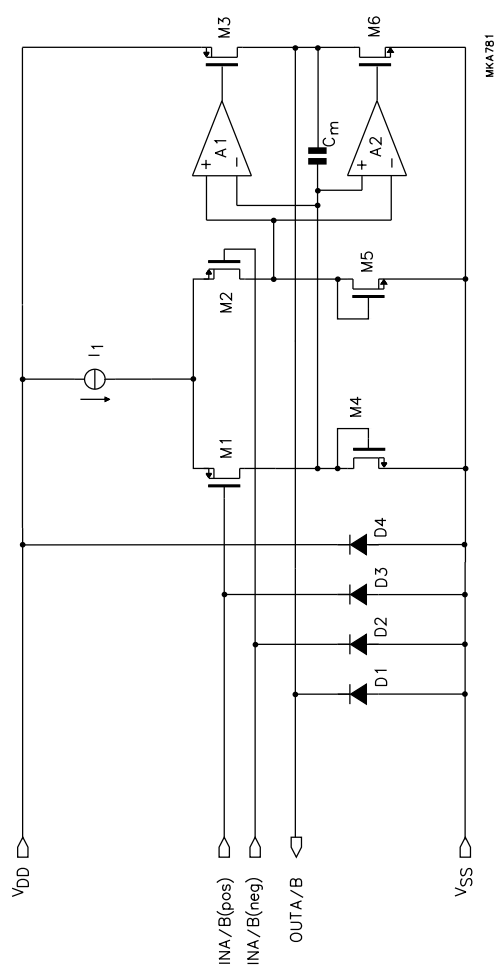 VDD
I1
M3
A1
+
−
M2
M1
INA/B(pos)
INA/B(neg)
OUTA/B
Cm
M6
A2
+
−
M5
M4
D4
D3
D2
D1
VSS
MKA781